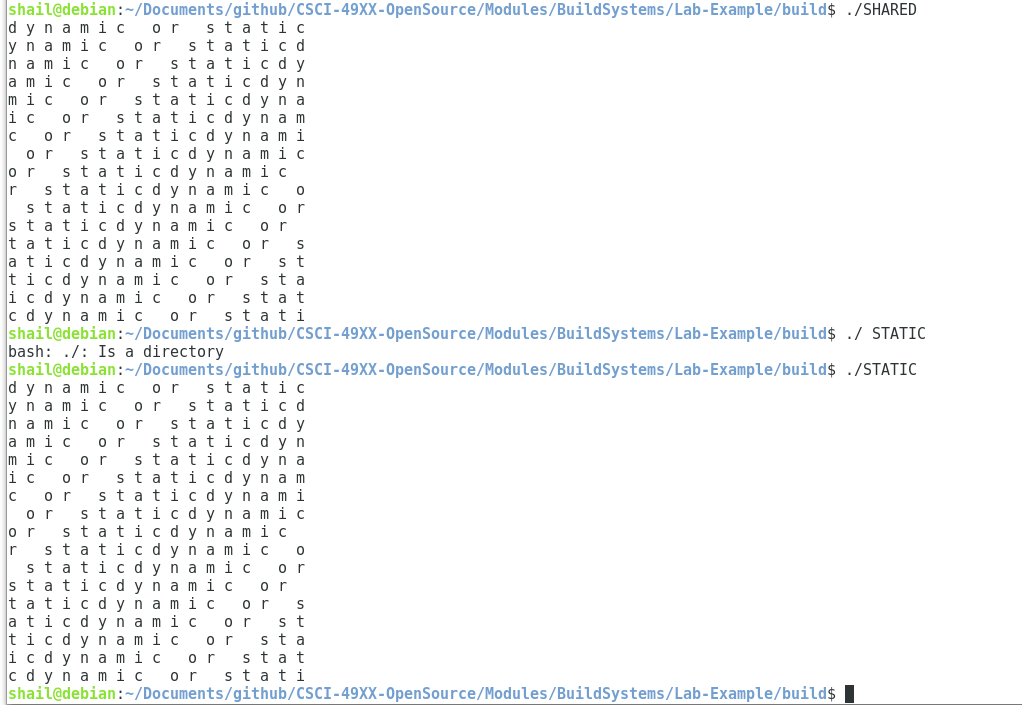 shail@debian:~/Documents/github/CSCI-49XX-OpenSource/Modules/BuildSystems/Lab-Example/build$ ./SHARED
d y n a m i c   o r   s t a t i c
y n a m i c   o r   s t a t i c d
n a m i c   o r   s t a t i c d y
a m i c   o r   s t a t i c d y n
m i c   o r   s t a t i c d y n a
i c   o r   s t a t i c d y n a m
c   o r   s t a t i c d y n a m i
  o r   s t a t i c d y n a m i c
o r   s t a t i c d y n a m i c
r   s t a t i c d y n a m i c   o
  s t a t i c d y n a m i c   o r
s t a t i c d y n a m i c   o r
t a t i c d y n a m i c   o r   s
a t i c d y n a m i c   o r   s t
t i c d y n a m i c   o r   s t a
i c d y n a m i c   o r   s t a t
c d y n a m i c   o r   s t a t i
shail@debian:~/Documents/github/CSCI-49XX-OpenSource/Modules/BuildSystems/Lab-Example/build$ ./ STATIC
bash: ./: Is a directory
shail@debian:~/Documents/github/CSCI-49XX-OpenSource/Modules/BuildSystems/Lab-Example/build$ ./STATIC
d y n a m i c   o r   s t a t i c
y n a m i c   o r   s t a t i c d
n a m i c   o r   s t a t i c d y
a m i c   o r   s t a t i c d y n
m i c   o r   s t a t i c d y n a
i c   o r   s t a t i c d y n a m
c   o r   s t a t i c d y n a m i
  o r   s t a t i c d y n a m i c
o r   s t a t i c d y n a m i c
r   s t a t i c d y n a m i c   o
  s t a t i c d y n a m i c   o r
s t a t i c d y n a m i c   o r
t a t i c d y n a m i c   o r   s
a t i c d y n a m i c   o r   s t
t i c d y n a m i c   o r   s t a
i c d y n a m i c   o r   s t a t
c d y n a m i c   o r   s t a t i
shail@debian:~/Documents/github/CSCI-49XX-OpenSource/Modules/BuildSystems/Lab-Example/build$